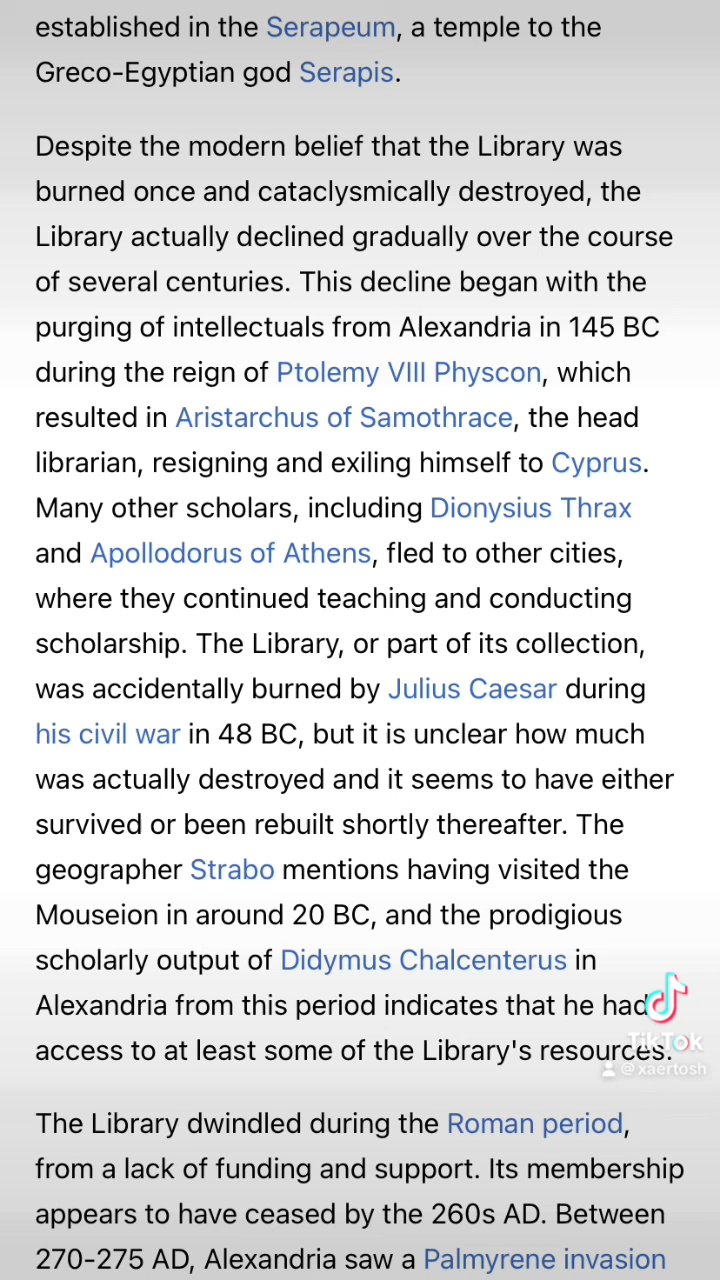 established in the Serapeum, a temple to the
Greco-Egyptian god Serapis.
Despite the modern belief that the Library was
burned once and cataclysmically destroyed, the
Library actually declined gradually over the course
of several centuries. This decline began with the
purging of intellectuals from Alexandria in 145 BC
during the reign of Ptolemy VIII Physcon, which
resulted in Aristarchus of Samothrace, the head
librarian, resigning and exiling himself to Cyprus.
Many other scholars, including Dionysius Thrax
and Apollodorus of Athens, fled to other cities,
where they continued teaching and conducting
scholarship. The Library, or part of its collection,
was accidentally burned by Julius Caesar during
his civil war in 48 BC, but it is unclear how much
was actually destroyed and it seems to have either
survived or been rebuilt shortly thereafter. The
geographer Strabo mentions having visited the
Mouseion in around 20 BC, and the prodigious
scholarly output of Didymus Chalcenterus in
Alexandria from this period indicates that he had
access to at least some of the Library's resources.
TikTok
@xaertosh
The Library dwindled during the Roman period,
from a lack of funding and support. Its membership
appears to have ceased by the 260s AD. Between
270–275 AD, Alexandria saw a Palmyrene invasion